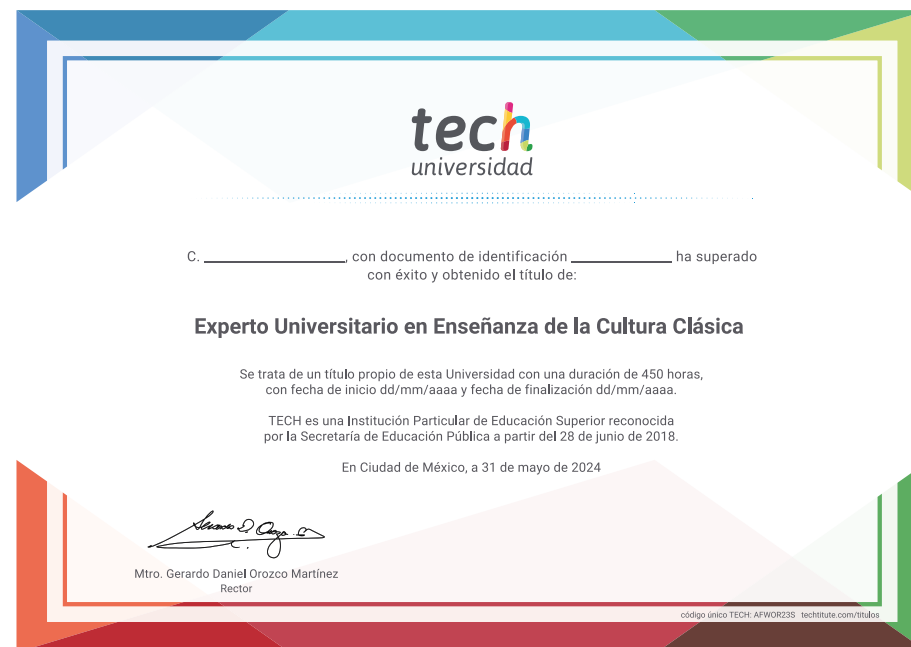 tech
universidad
C. ____________________, con documento de identificación ______________ ha superado
con éxito y obtenido el título de:
Experto Universitario en Enseñanza de la Cultura Clásica
Se trata de un título propio de esta Universidad con una duración de 450 horas,
con fecha de inicio dd/mm/aaaa y fecha de finalización dd/mm/aaaa.
TECH es una Institución Particular de Educación Superior reconocida
por la Secretaría de Educación Pública a partir del 28 de junio de 2018.
En Ciudad de México, a 31 de mayo de 2024
Mtro. Gerardo Daniel Orozco Martínez
Rector
código único TECH: AFWOR23S techtitute.com/titulos